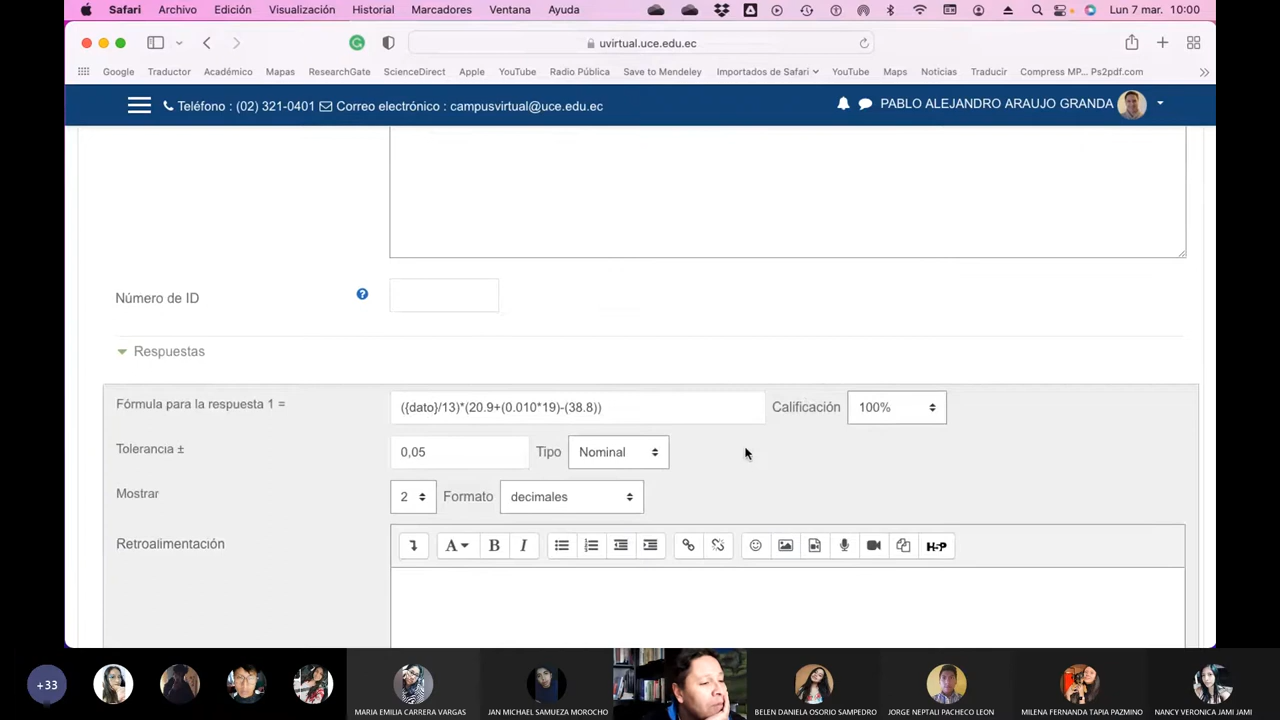 Safari Archivo Edición Visualización Historial Marcadores Ventana Ayuda Lun 7 mar. 10:00
uvirtual.uce.edu.ec
Google Traductor Académico Mapas ResearchGate ScienceDirect Apple YouTube Radio Pública Save to Mendeley Importados de Safari YouTube Maps Noticias Traducir Compress MP... Ps2pdf.com
Teléfono : (02) 321-0401 Correo electrónico : campusvirtual@uce.edu.ec PABLO ALEJANDRO ARAUJO GRANDA
Número de ID
Respuestas
Fórmula para la respuesta 1 = ({dato}/13)*(20.9+(0.010*19)-(38.8)) Calificación 100%
Tolerancia ± 0,05 Tipo Nominal
Mostrar 2 Formato decimales
Retroalimentación A B I H-P
+33
MARIA EMILIA CARRERA VARGAS JAN MICHAEL SAMUEZA MOROCHO BELEN DANIELA OSORIO SAMPEDRO JORGE NEPTALI PACHECO LEON MILENA FERNANDA TAPIA PAZMINO NANCY VERONICA JAMI JAMI